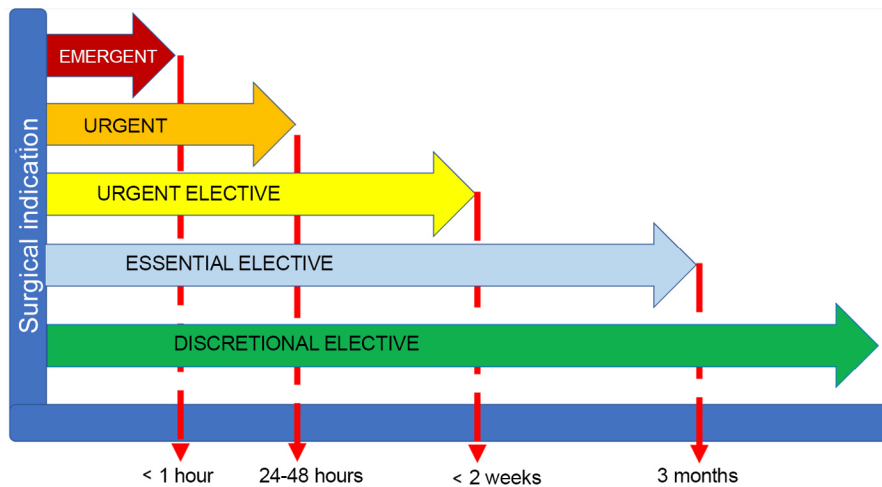 Surgical indication
EMERGENT
URGENT
URGENT ELECTIVE
ESSENTIAL ELECTIVE
DISCRETIONAL ELECTIVE
< 1 hour
24-48 hours
< 2 weeks
3 months